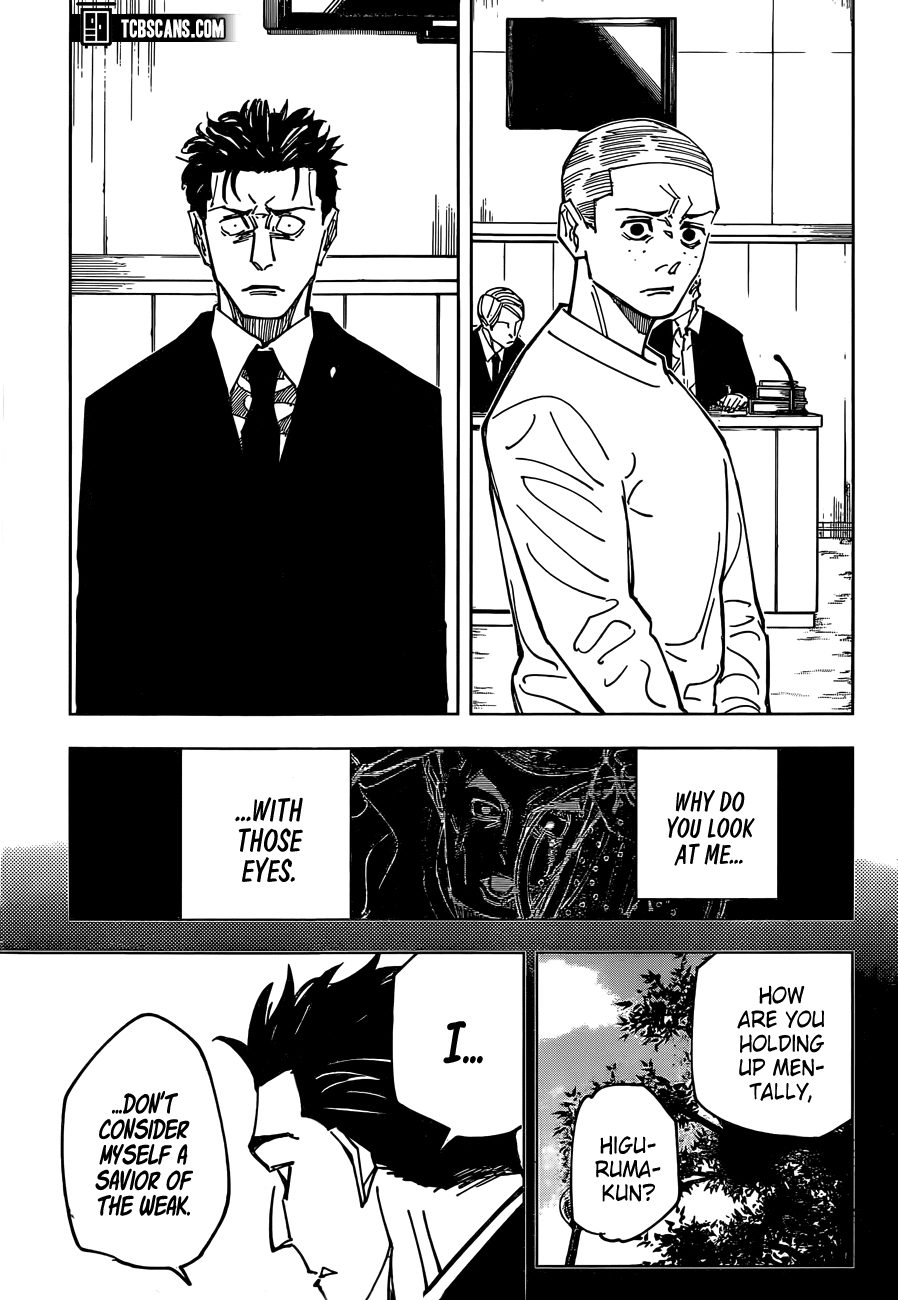 TCBSCANS.COM
WHY DO
YOU LOOK
AT ME...
...WITH
THOSE
EYES.
HOW
ARE YOU
HOLDING
UP MEN-
TALLY,
HIGU-
RUMA-
KUN?
I...
...DON'T
CONSIDER
MYSELF A
SAVIOR OF
THE WEAK.